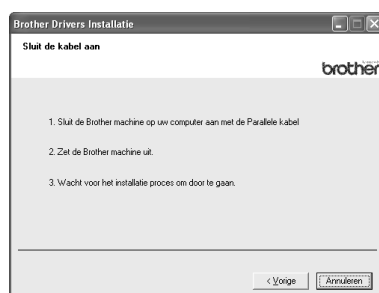 Brother Drivers Installatie
Sluit de kabel aan
brother
1. Sluit de Brother machine op uw computer aan met de Parallele kabel
2. Zet de Brother machine uit.
3. Wacht voor het installatie proces om door te gaan.
< Vorige
Annuleren